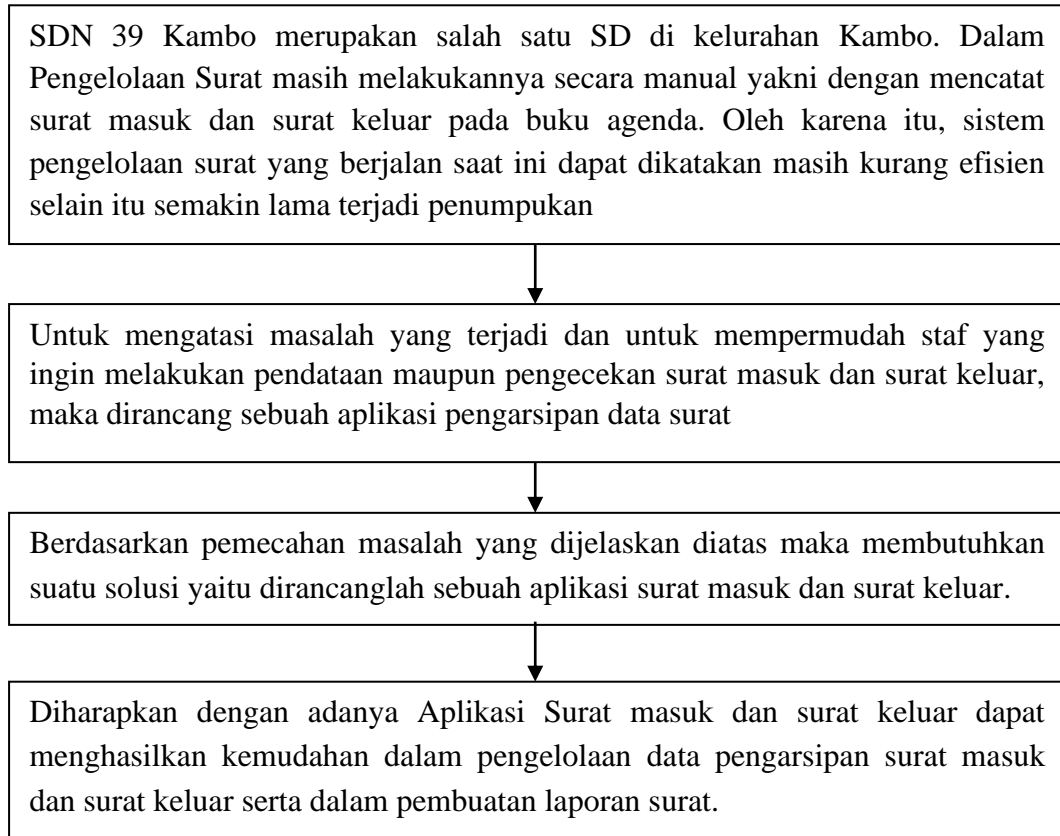 SDN 39 Kambo merupakan salah satu SD di kelurahan Kambo. Dalam
Pengelolaan Surat masih melakukannya secara manual yakni dengan mencatat
surat masuk dan surat keluar pada buku agenda. Oleh karena itu, sistem
pengelolaan surat yang berjalan saat ini dapat dikatakan masih kurang efisien
selain itu semakin lama terjadi penumpukan
Untuk mengatasi masalah yang terjadi dan untuk mempermudah staf yang
ingin melakukan pendataan maupun pengecekan surat masuk dan surat keluar,
maka dirancang sebuah aplikasi pengarsipan data surat
Berdasarkan pemecahan masalah yang dijelaskan diatas maka membutuhkan
suatu solusi yaitu dirancanglah sebuah aplikasi surat masuk dan surat keluar.
Diharapkan dengan adanya Aplikasi Surat masuk dan surat keluar dapat
menghasilkan kemudahan dalam pengelolaan data pengarsipan surat masuk
dan surat keluar serta dalam pembuatan laporan surat.